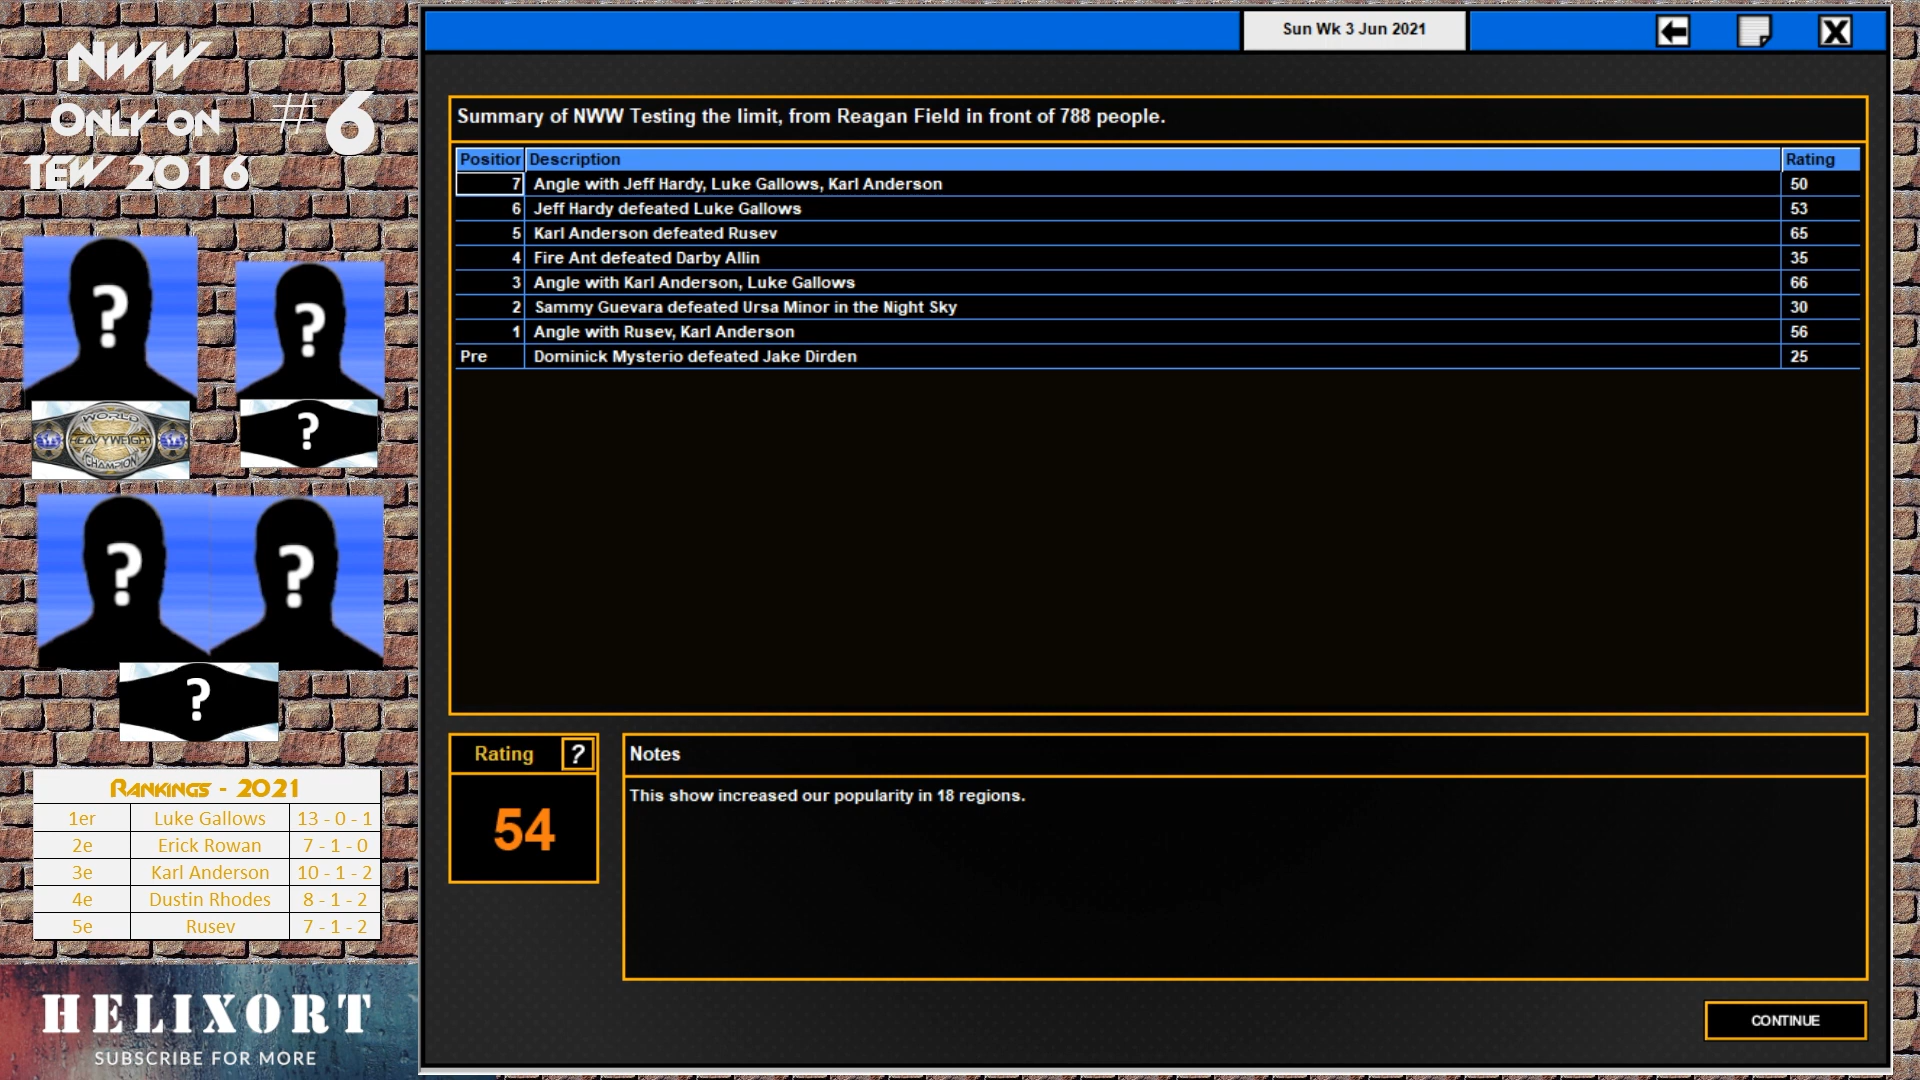 NWW
Only on
TEW 2016
#6
?
?
WORLD
HEAVYWEIGHT
CHAMPION
?
?
?
?
Rankings - 2021
1er Luke Gallows 13 - 0 - 1
2e Erick Rowan 7 - 1 - 0
3e Karl Anderson 10 - 1 - 2
4e Dustin Rhodes 8 - 1 - 2
5e Rusev 7 - 1 - 2
HELIXORT
SUBSCRIBE FOR MORE
Sun Wk 3 Jun 2021
X
Summary of NWW Testing the limit, from Reagan Field in front of 788 people.
Position Description Rating
7 Angle with Jeff Hardy, Luke Gallows, Karl Anderson 50
6 Jeff Hardy defeated Luke Gallows 53
5 Karl Anderson defeated Rusev 65
4 Fire Ant defeated Darby Allin 35
3 Angle with Karl Anderson, Luke Gallows 66
2 Sammy Guevara defeated Ursa Minor in the Night Sky 30
1 Angle with Rusev, Karl Anderson 56
Pre Dominick Mysterio defeated Jake Dirden 25
Rating ?
54
Notes
This show increased our popularity in 18 regions.
CONTINUE